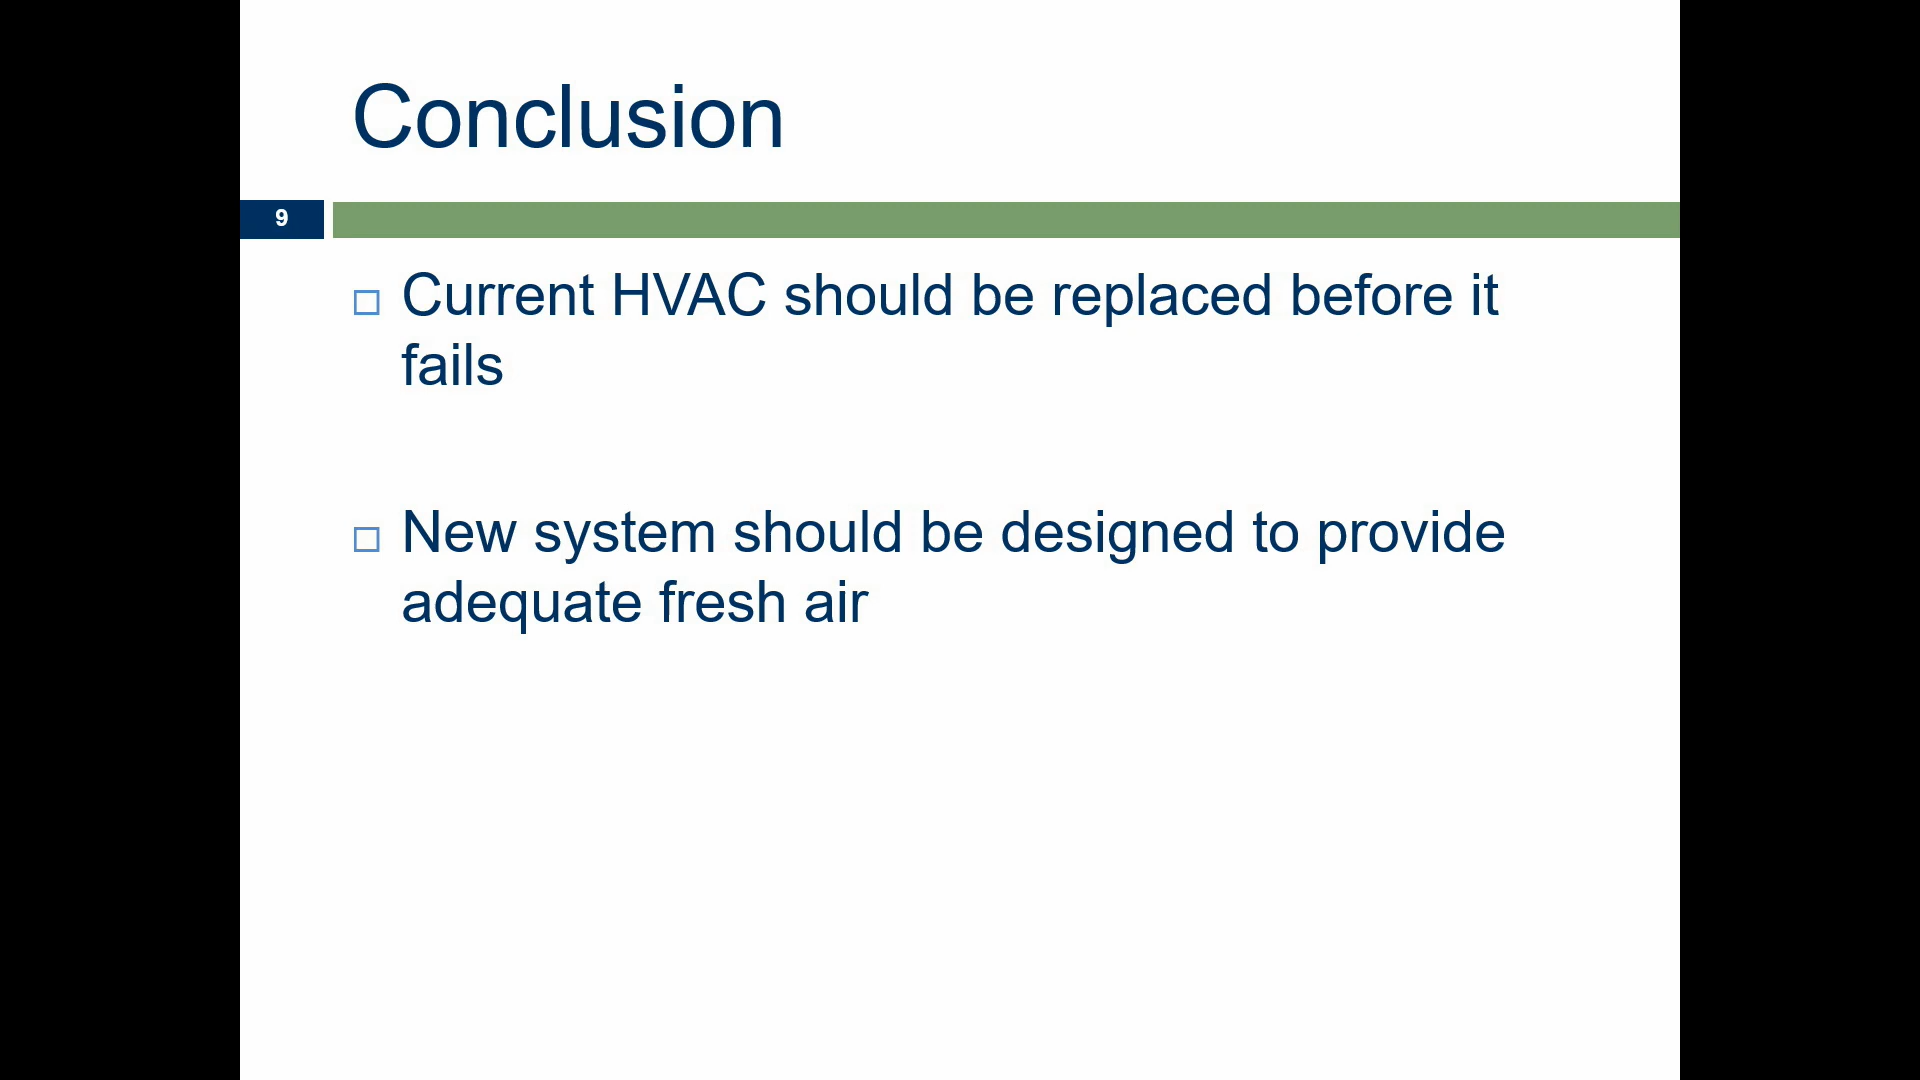 Conclusion
9
Current HVAC should be replaced before it
fails
New system should be designed to provide
adequate fresh air